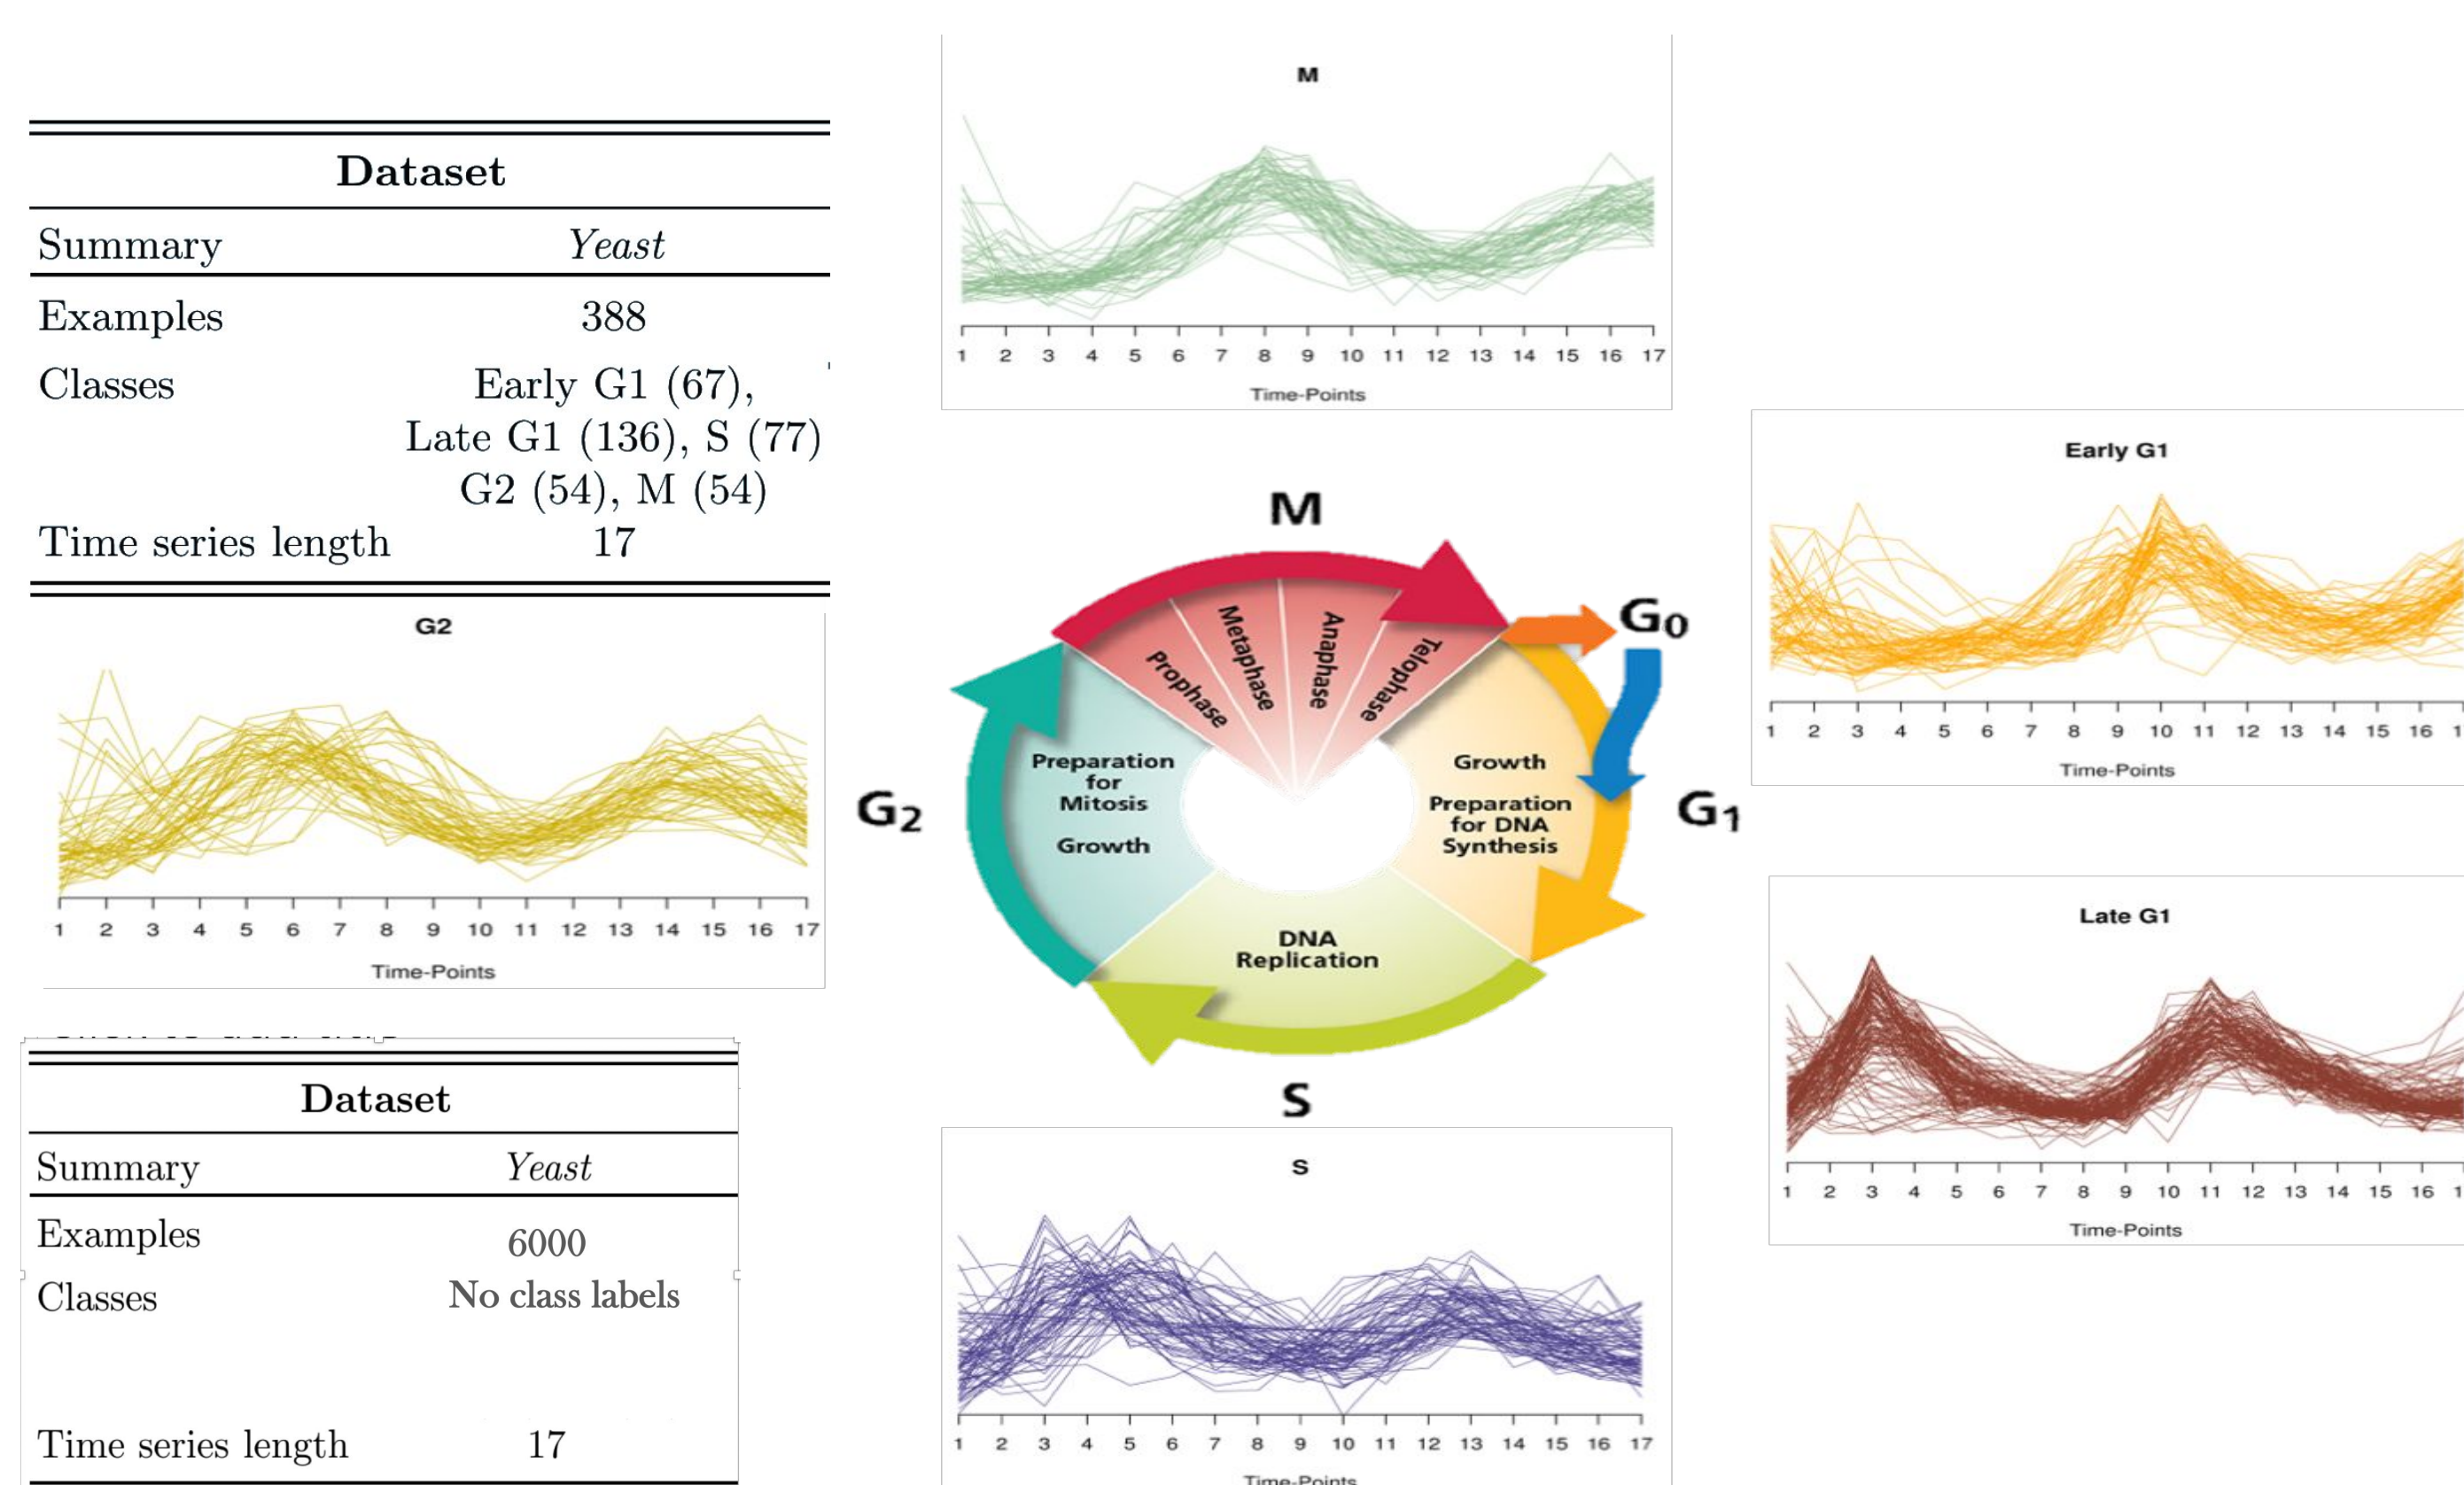 Dataset
Summary Yeast
Examples 388
Classes Early G1 (67),
Late G1 (136), S (77)
G2 (54), M (54)
Time series length 17
G2
1 2 3 4 5 6 7 8 9 10 11 12 13 14 15 16 17
Time-Points
Dataset
Summary Yeast
Examples 6000
Classes No class labels
Time series length 17
M
1 2 3 4 5 6 7 8 9 10 11 12 13 14 15 16 17
Time-Points
M
Prophase
Metaphase
Anaphase
Telophase
G0
G1
Growth
Preparation
for DNA
Synthesis
DNA
Replication
S
G2
Preparation
for
Mitosis
Growth
S
1 2 3 4 5 6 7 8 9 10 11 12 13 14 15 16 17
Time-Points
Early G1
1 2 3 4 5 6 7 8 9 10 11 12 13 14 15 16 1
Time-Points
Late G1
1 2 3 4 5 6 7 8 9 10 11 12 13 14 15 16 1
Time-Points